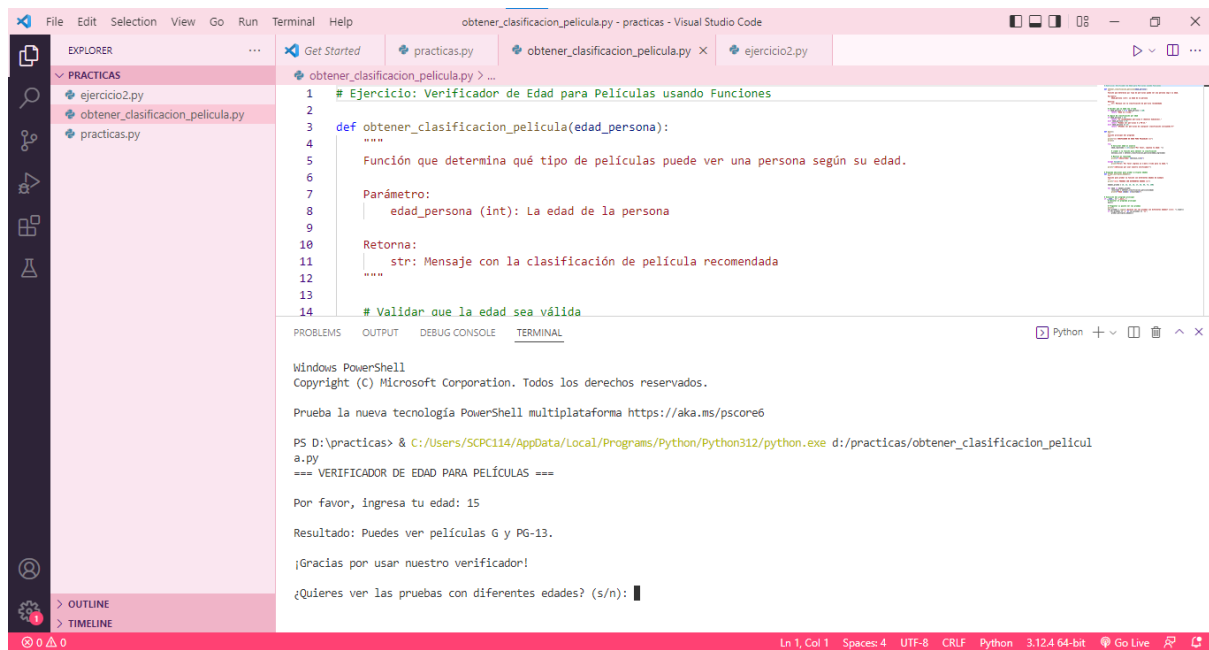 File Edit Selection View Go Run Terminal Help obtener_clasificacion_pelicula.py - practicas - Visual Studio Code
EXPLORER ...
Get Started practicas.py obtener_clasificacion_pelicula.py ejercicio2.py
PRACTICAS
ejercicio2.py
obtener_clasificacion_pelicula.py
practicas.py
obtener_clasificacion_pelicula.py > ...
1 # Ejercicio: Verificador de Edad para Películas usando Funciones
2
3 def obtener_clasificacion_pelicula(edad_persona):
4 """
5 Función que determina qué tipo de películas puede ver una persona según su edad.
6
7 Parámetro:
8 edad_persona (int): La edad de la persona
9
10 Retorna:
11 str: Mensaje con la clasificación de película recomendada
12 """
13
14 # Validar que la edad sea válida
PROBLEMS OUTPUT DEBUG CONSOLE TERMINAL Python
Windows PowerShell
Copyright (C) Microsoft Corporation. Todos los derechos reservados.
Prueba la nueva tecnología PowerShell multiplataforma https://aka.ms/pscore6
PS D:\practicas> & C:/Users/SCPC114/AppData/Local/Programs/Python/Python312/python.exe d:/practicas/obtener_clasificacion_pelicul
a.py
=== VERIFICADOR DE EDAD PARA PELÍCULAS ===
Por favor, ingresa tu edad: 15
Resultado: Puedes ver películas G y PG-13.
¡Gracias por usar nuestro verificador!
¿Quieres ver las pruebas con diferentes edades? (s/n):
OUTLINE
TIMELINE
1
0 0 Ln 1, Col 1 Spaces: 4 UTF-8 CRLF Python 3.12.4 64-bit Go Live